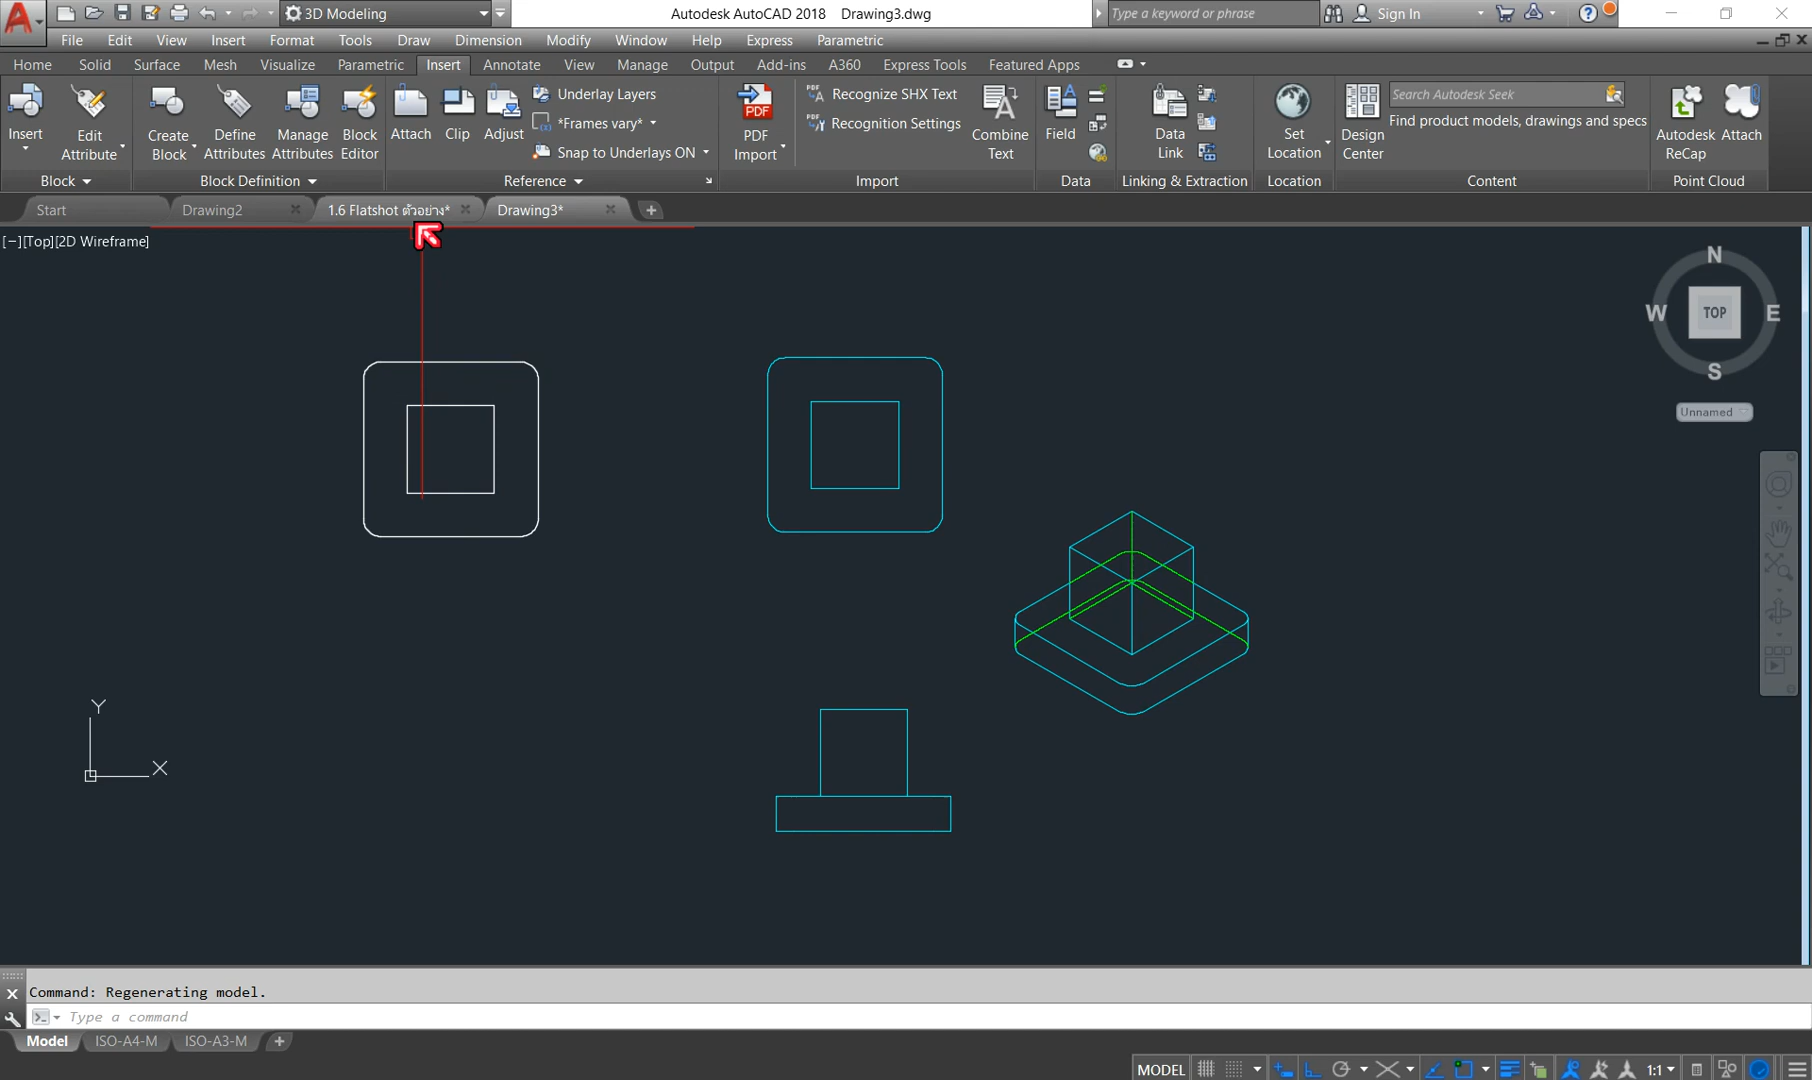 3D Modeling
Autodesk AutoCAD 2018 Drawing3.dwg
Type a keyword or phrase
Sign In
File Edit View Insert Format Tools Draw Dimension Modify Window Help Express Parametric
Home Solid Surface Mesh Visualize Parametric Insert Annotate View Manage Output Add-ins A360 Express Tools Featured Apps
Insert
Edit
Attribute
Block
Create
Block
Define
Attributes
Manage
Attributes
Block
Editor
Block Definition
Attach
Clip
Adjust
Underlay Layers
*Frames vary*
Snap to Underlays ON
Reference
PDF
PDF
Import
Recognize SHX Text
Recognition Settings
Combine
Text
Import
Field
Data
Data
Link
Linking & Extraction
Set
Location
Location
Design
Center
Search Autodesk Seek
Find product models, drawings and specs
Content
Autodesk
ReCap
Attach
Point Cloud
Start
Drawing2
1.6 Flatshot ตัวอย่าง*
Drawing3*
[−][Top][2D Wireframe]
N
W TOP E
S
Unnamed
Y
X
Command: Regenerating model.
Type a command
Model ISO-A4-M ISO-A3-M
MODEL
1:1